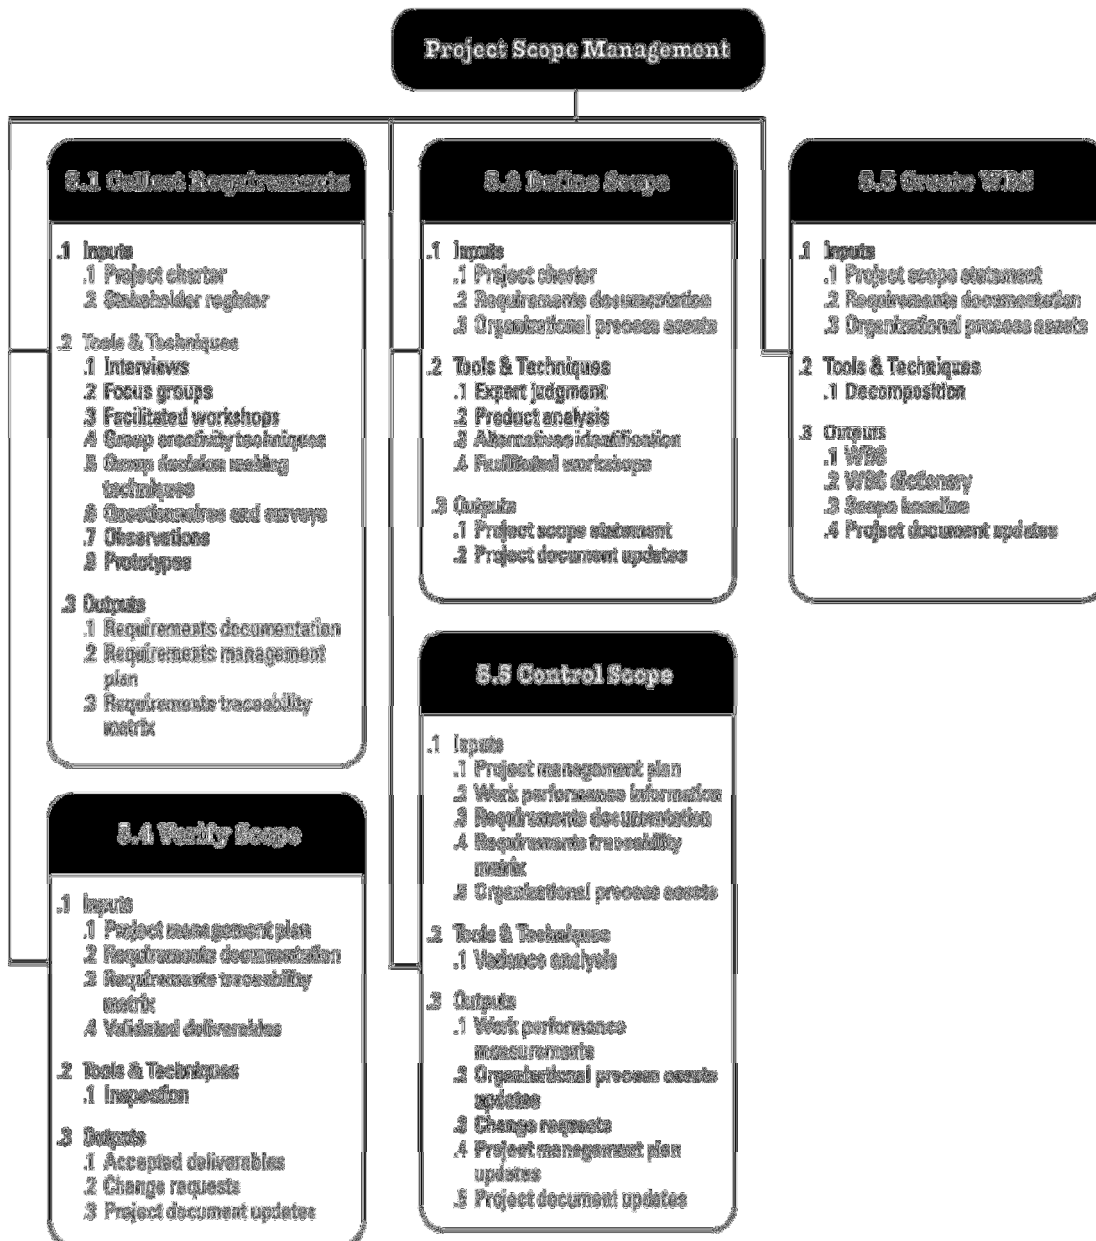 Project Scope Management
5.1 Collect Requirements
.1 Inputs
.1 Project charter
.2 Stakeholder register
.2 Tools & Techniques
.1 Interviews
.2 Focus groups
.3 Facilitated workshops
.4 Group creativity techniques
.5 Group decision making
techniques
.6 Questionnaires and surveys
.7 Observations
.8 Prototypes
.3 Outputs
.1 Requirements documentation
.2 Requirements management
plan
.3 Requirements traceability
matrix
5.2 Define Scope
.1 Inputs
.1 Project charter
.2 Requirements documentation
.3 Organizational process assets
.2 Tools & Techniques
.1 Expert judgment
.2 Product analysis
.3 Alternatives identification
.4 Facilitated workshops
.3 Outputs
.1 Project scope statement
.2 Project document updates
5.3 Create WBS
.1 Inputs
.1 Project scope statement
.2 Requirements documentation
.3 Organizational process assets
.2 Tools & Techniques
.1 Decomposition
.3 Outputs
.1 WBS
.2 WBS dictionary
.3 Scope baseline
.4 Project document updates
5.4 Verify Scope
.1 Inputs
.1 Project management plan
.2 Requirements documentation
.3 Requirements traceability
matrix
.4 Validated deliverables
.2 Tools & Techniques
.1 Inspection
.3 Outputs
.1 Accepted deliverables
.2 Change requests
.3 Project document updates
5.5 Control Scope
.1 Inputs
.1 Project management plan
.2 Work performance information
.3 Requirements documentation
.4 Requirements traceability
matrix
.5 Organizational process assets
.2 Tools & Techniques
.1 Variance analysis
.3 Outputs
.1 Work performance
measurements
.2 Organizational process assets
updates
.3 Change requests
.4 Project management plan
updates
.5 Project document updates